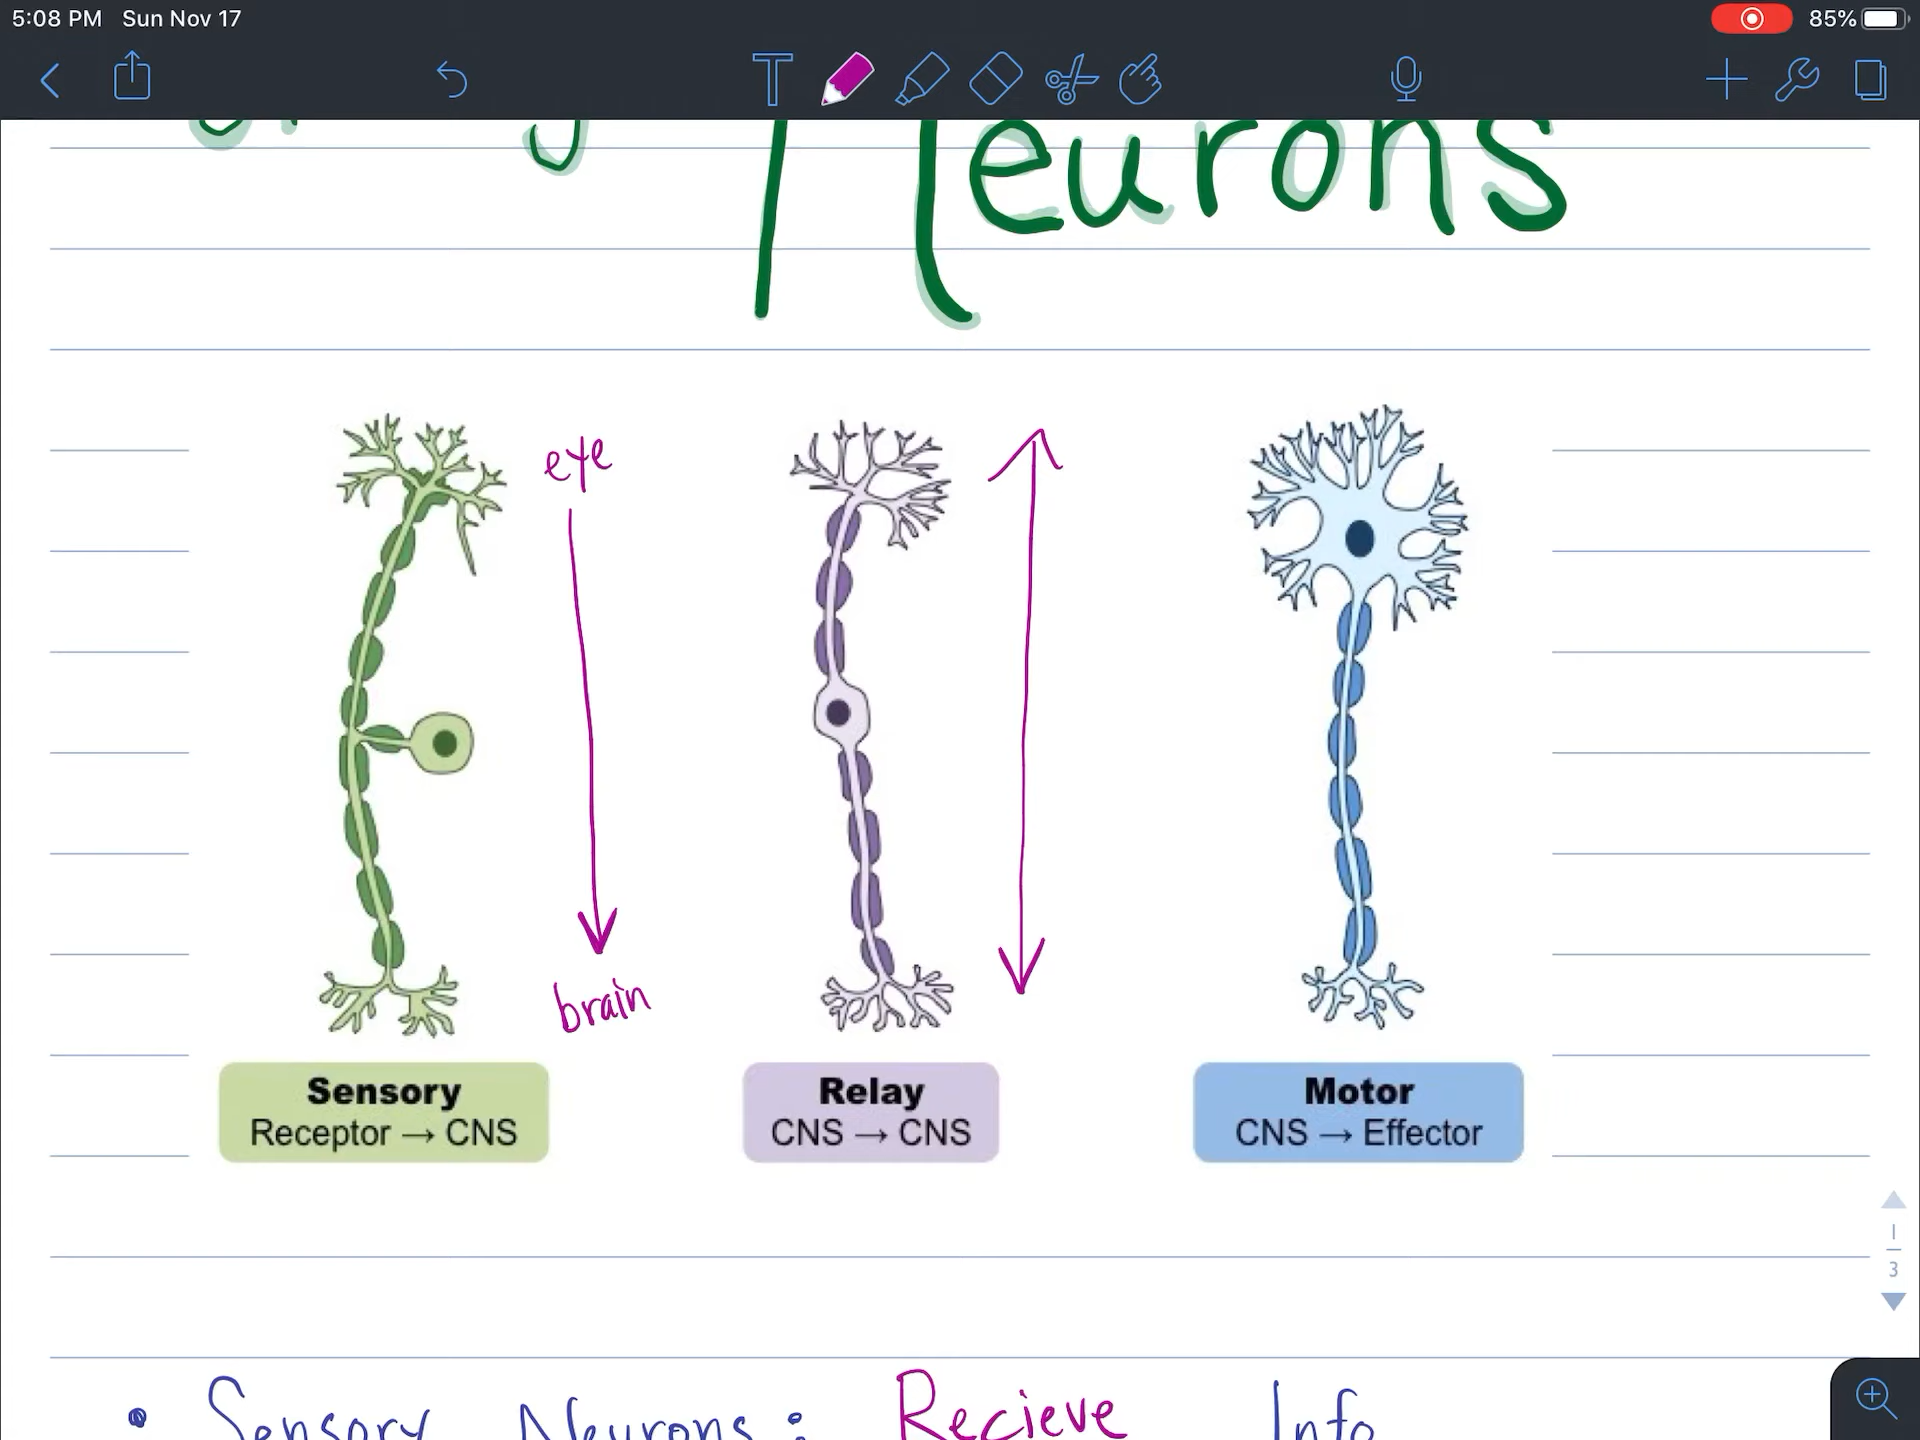 5:08 PM Sun Nov 17 85%
Neurons
eye
brain
Sensory
Receptor → CNS
Relay
CNS → CNS
Motor
CNS → Effector
1
3
• Sensory Neurons: Recieve Info